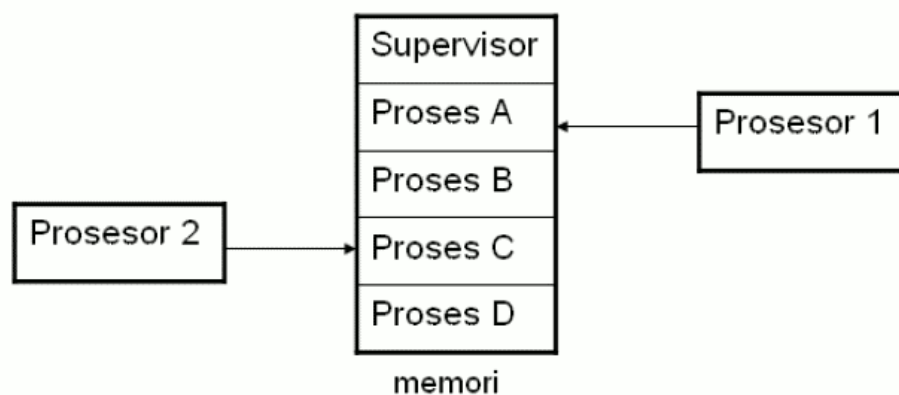 Supervisor
Proses A
Prosesor 1
Proses B
Prosesor 2
Proses C
Proses D
memori